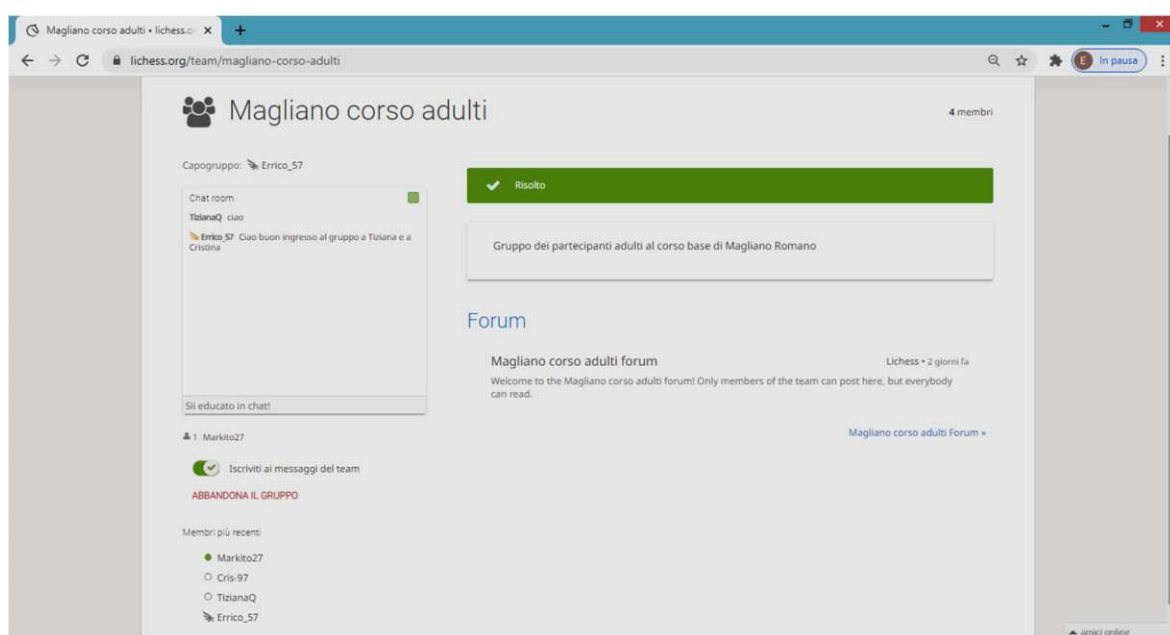 Magliano corso adulti • lichess.o
lichess.org/team/magliano-corso-adulti
E In pausa
Magliano corso adulti
4 membri
Capogruppo: Errico_57
Chat room
TizianaQ ciao
Errico_57 Ciao buon ingresso al gruppo a Tiziana e a
Cristina
Sii educato in chat!
1 Markito27
Iscriviti ai messaggi del team
ABBANDONA IL GRUPPO
Membri più recenti
Markito27
Cris-97
TizianaQ
Errico_57
Risolto
Gruppo dei partecipanti adulti al corso base di Magliano Romano
Forum
Magliano corso adulti forum
Lichess • 2 giorni fa
Welcome to the Magliano corso adulti forum! Only members of the team can post here, but everybody
can read.
Magliano corso adulti Forum »
amici online